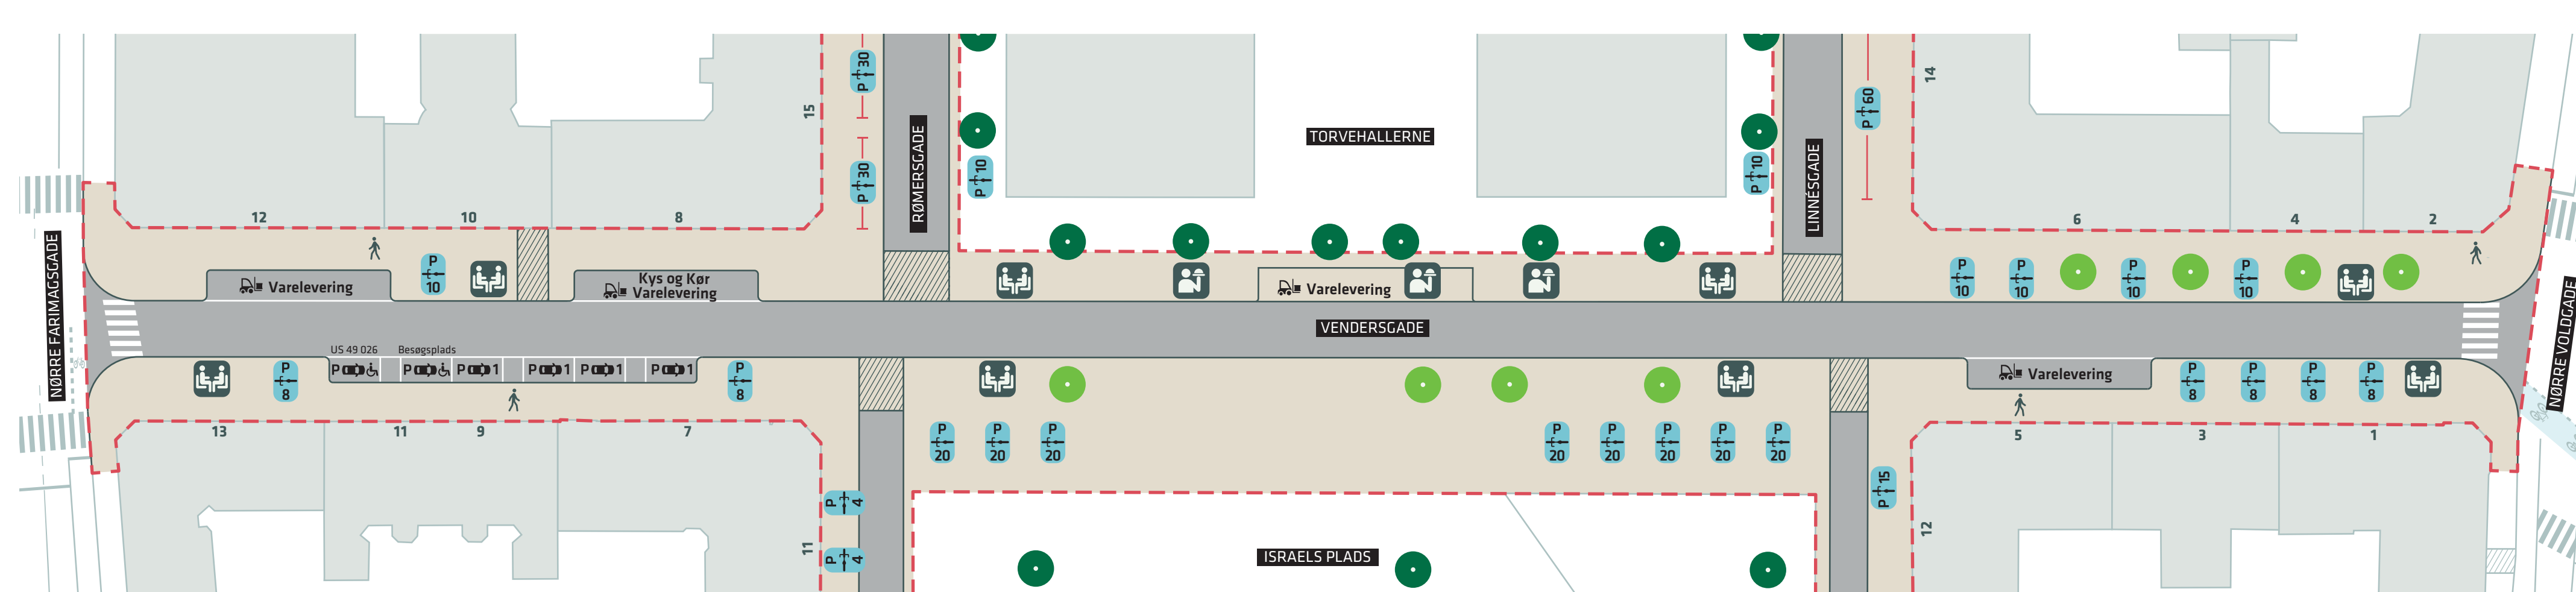 15
P 30
P 30
RØMERSGADE
P 10
TORVEHALLERNE
P 10
LINNÉSGADE
P 60
14
12
10
8
6
4
2
NØRRE FARIMAGSGADE
Varelevering
P 10
Kys og Kør
Varelevering
Varelevering
P 10
P 10
P 10
P 10
VENDERSGADE
NØRRE VOLDGADE
US 49 026
Besøgsplads
P
P
P 1
P 1
P 1
P 1
P 8
P 8
Varelevering
P 8
P 8
P 8
P 8
13
11
9
7
P 20
P 20
P 20
P 20
P 20
P 20
P 20
P 20
5
3
1
P 4
P 4
11
ISRAELS PLADS
P 15
12